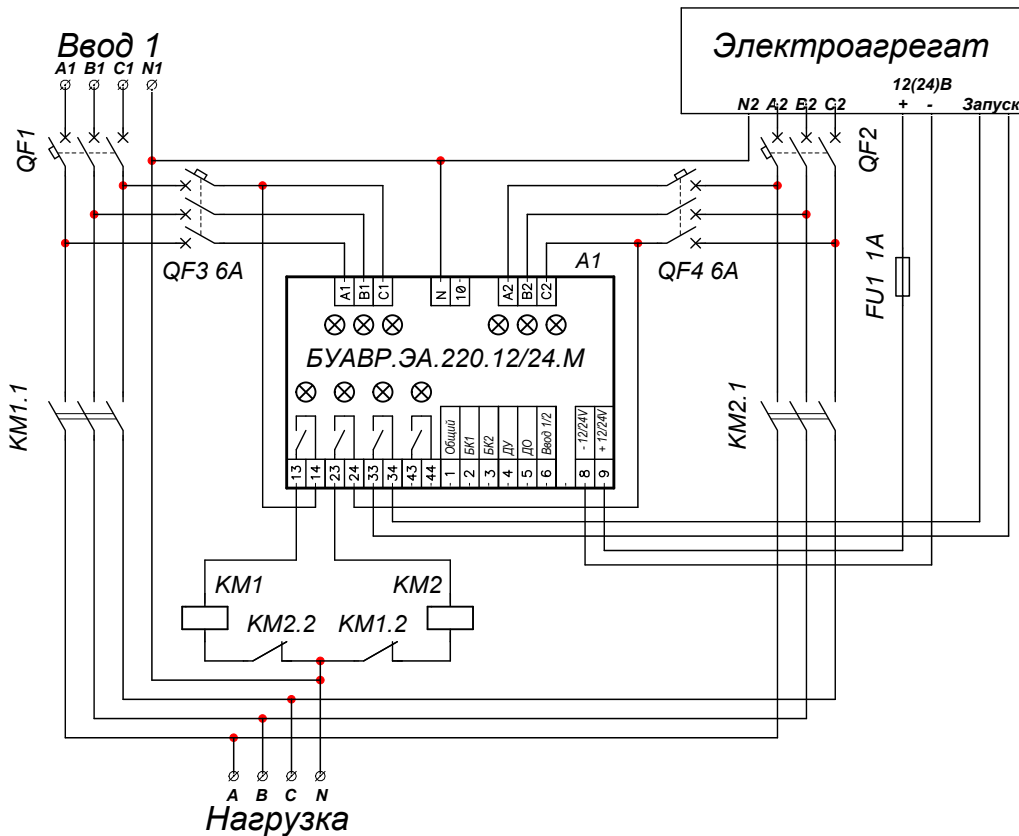 Ввод 1
Электроагрегат
A1 B1 C1 N1
12(24)В
N2 A2 B2 C2 + - Запуск
QF1
QF2
QF3 6A
A1
QF4 6A
FU1 1A
A1 B1 C1 N 10 A2 B2 C2
БУАВР.ЭА.220.12/24.М
KM1.1
KM2.1
Общий
БК1
БК2
ДУ
ДО
Ввод 1/2
- 12/24V
+ 12/24V
13 14 23 24 33 34 43 44 1 2 3 4 5 6 - 8 9
KM1
KM2
KM2.2
KM1.2
A B C N
Нагрузка